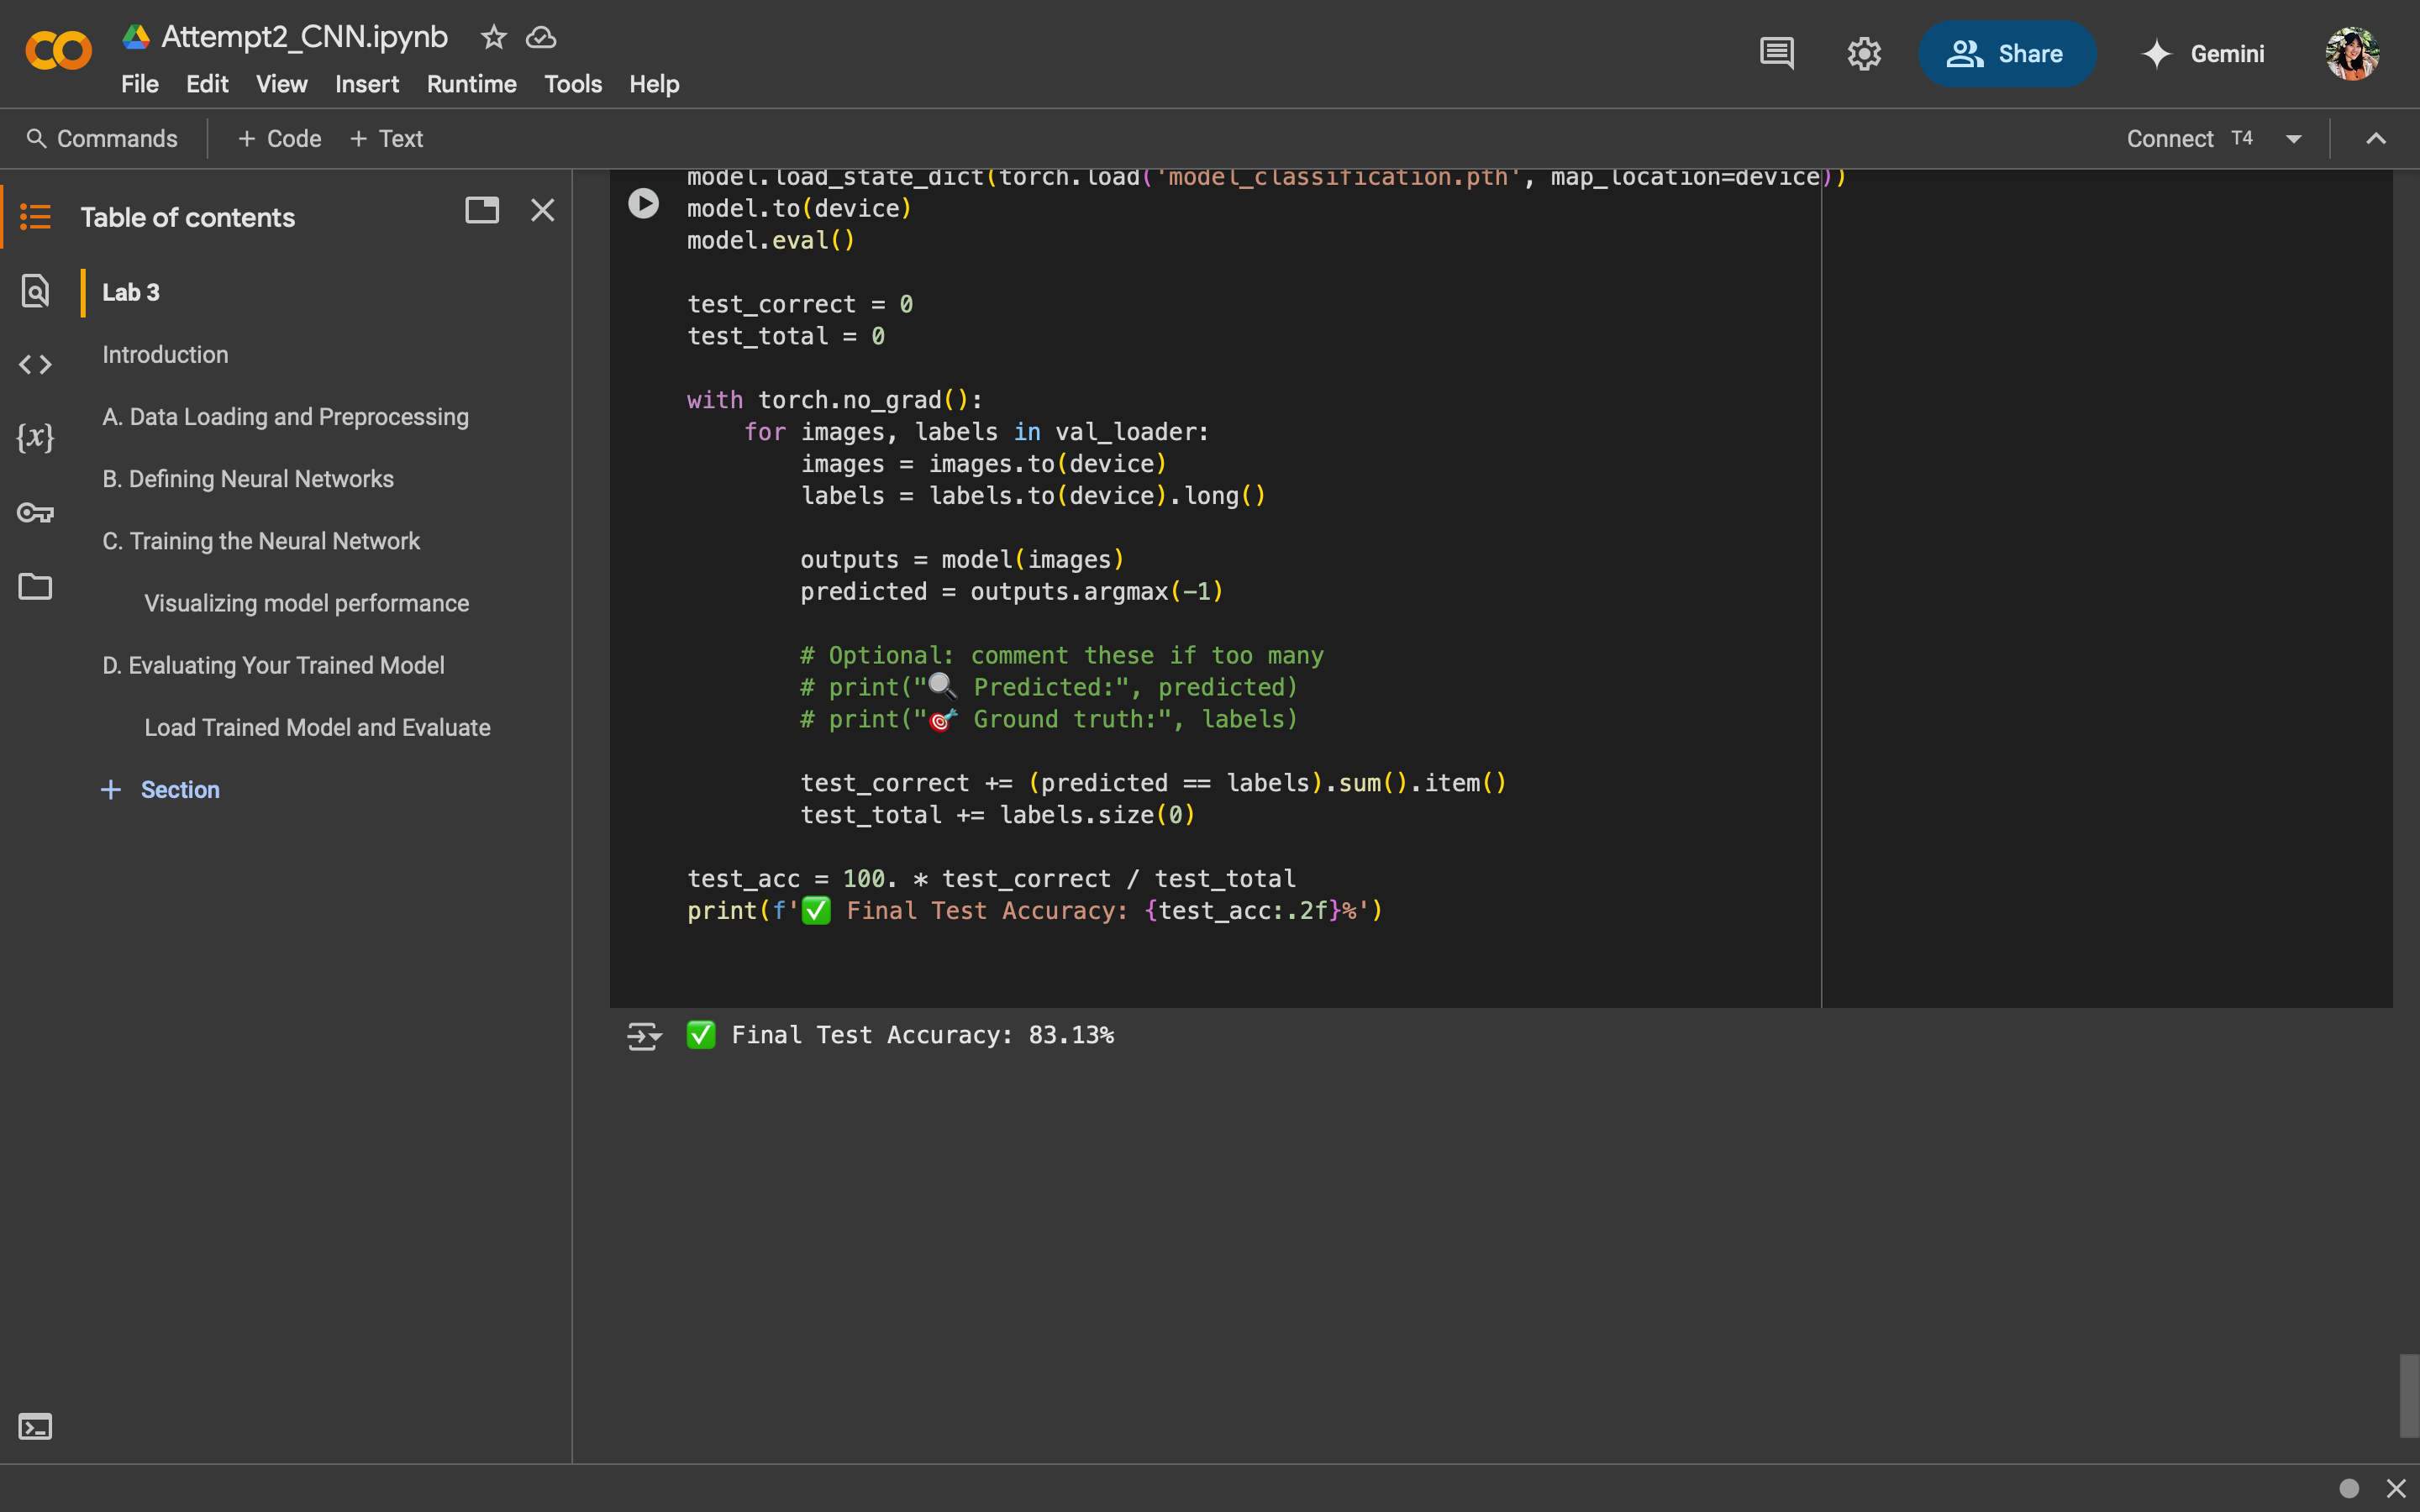 Attempt2_CNN.ipynb
File Edit View Insert Runtime Tools Help
Share
Gemini
Commands
+ Code + Text
Connect T4
Table of contents
Lab 3
Introduction
A. Data Loading and Preprocessing
B. Defining Neural Networks
C. Training the Neural Network
Visualizing model performance
D. Evaluating Your Trained Model
Load Trained Model and Evaluate
+ Section
model.load_state_dict(torch.load('model_classification.pth', map_location=device))
model.to(device)
model.eval()
test_correct = 0
test_total = 0
with torch.no_grad():
for images, labels in val_loader:
images = images.to(device)
labels = labels.to(device).long()
outputs = model(images)
predicted = outputs.argmax(-1)
# Optional: comment these if too many
# print("🔍 Predicted:", predicted)
# print("🎯 Ground truth:", labels)
test_correct += (predicted == labels).sum().item()
test_total += labels.size(0)
test_acc = 100. * test_correct / test_total
print(f'✅ Final Test Accuracy: {test_acc:.2f}%')
✅ Final Test Accuracy: 83.13%